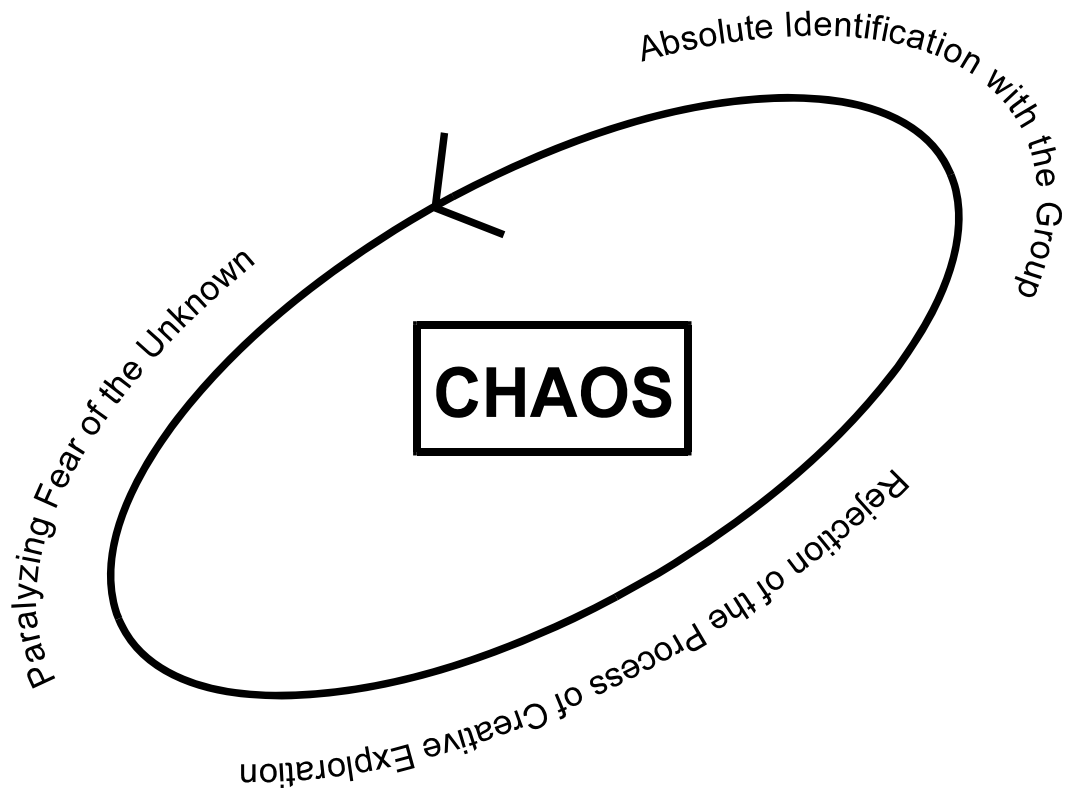 Absolute Identification with the Group
Paralyzing Fear of the Unknown
CHAOS
Rejection of the Process of Creative Exploration